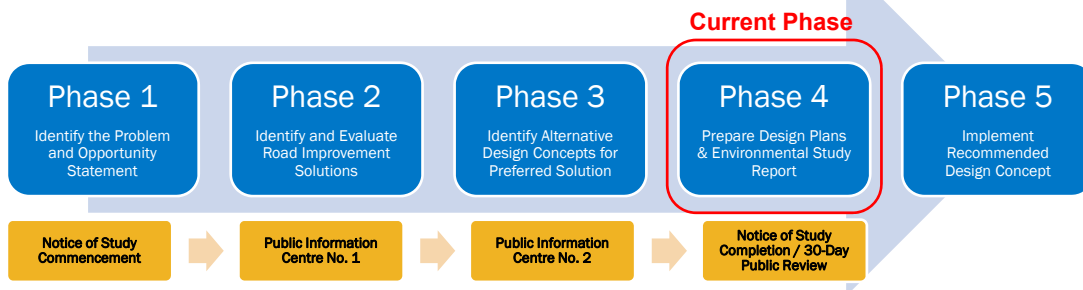 Current Phase
Phase 1
Identify the Problem
and Opportunity
Statement
Phase 2
Identify and Evaluate
Road Improvement
Solutions
Phase 3
Identify Alternative
Design Concepts for
Preferred Solution
Phase 4
Prepare Design Plans
& Environmental Study
Report
Phase 5
Implement
Recommended
Design Concept
Notice of Study
Commencement
Public Information
Centre No. 1
Public Information
Centre No. 2
Notice of Study
Completion / 30-Day
Public Review